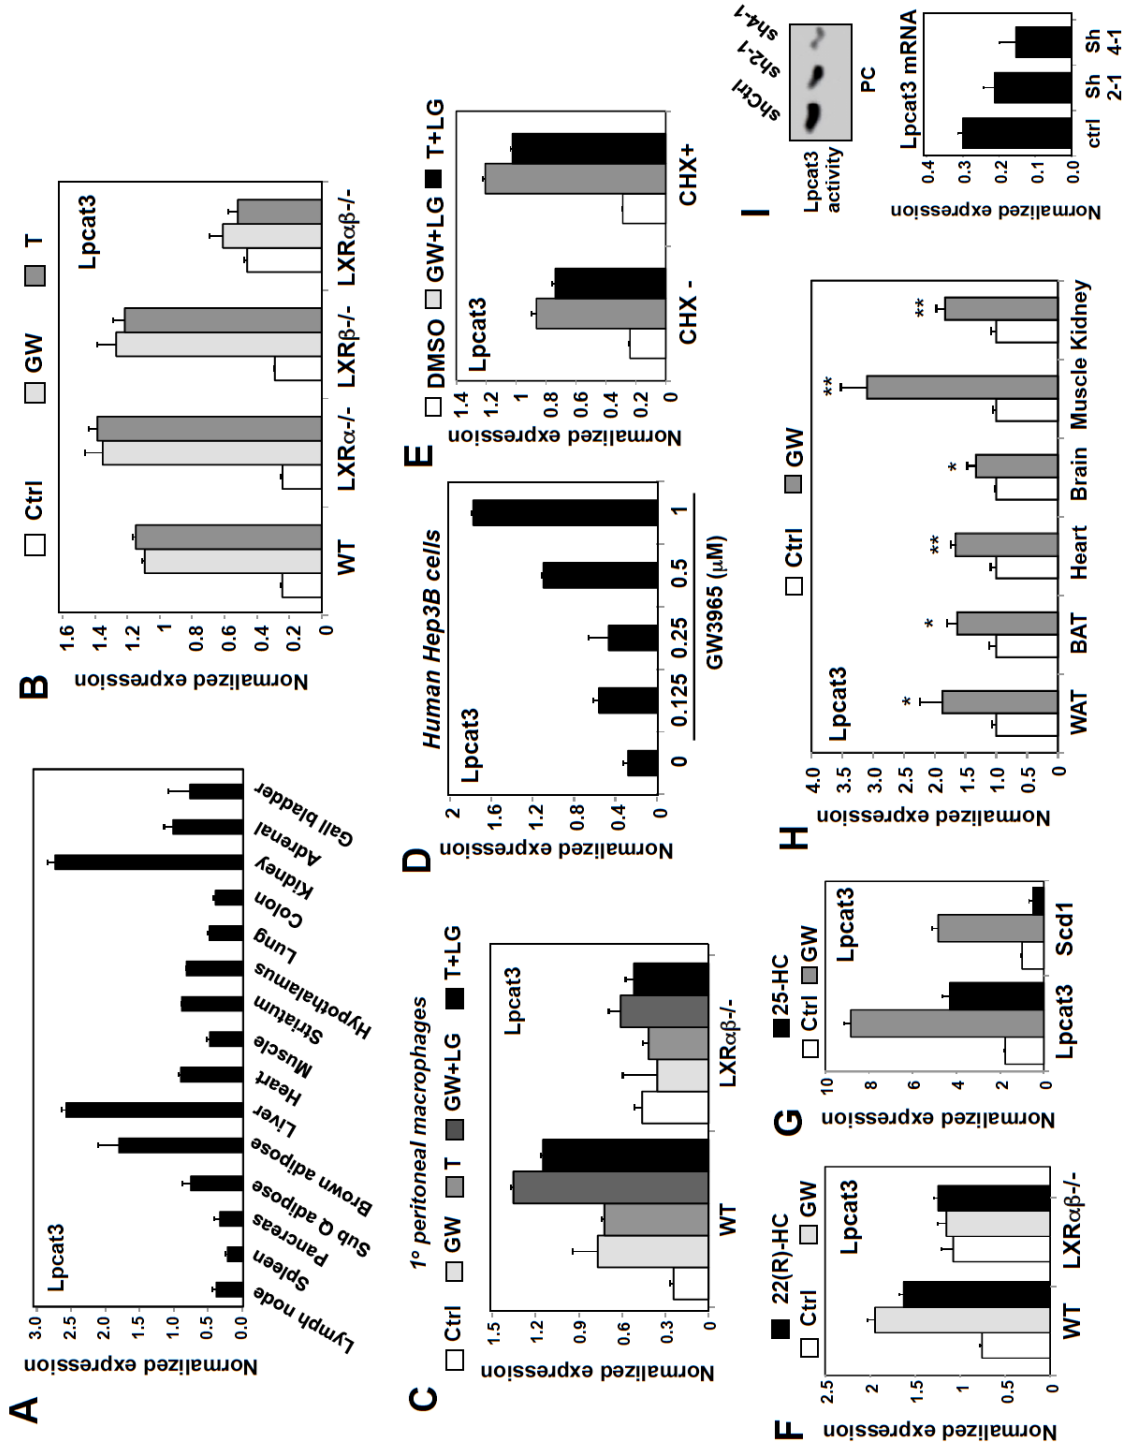 A
Lpcat3
Normalized expression
3.0
2.5
2.0
1.5
1.0
0.5
0.0
Lymph node
Spleen
Pancreas
Sub Q adipose
Brown adipose
Liver
Heart
Muscle
Striatum
Hypothalamus
Lung
Colon
Kidney
Adrenal
Gall bladder
B
Ctrl GW T
Lpcat3
Normalized expression
1.6
1.4
1.2
1
0.8
0.6
0.4
0.2
0
WT LXRα-/- LXRβ-/- LXRαβ-/-
C
1º peritoneal macrophages
Ctrl GW T GW+LG T+LG
Lpcat3
Normalized expression
1.5
1.2
0.9
0.6
0.3
0
WT LXRαβ-/-
D
Human Hep3B cells
Lpcat3
Normalized expression
2
1.6
1.2
0.8
0.4
0
0 0.125 0.25 0.5 1
GW3965 (µM)
E
DMSO GW+LG T+LG
Lpcat3
Normalized expression
1.4
1.2
1
0.8
0.6
0.4
0.2
0
CHX - CHX+
F
22(R)-HC
Ctrl GW
Lpcat3
Normalized expression
2.5
2
1.5
1
0.5
0
WT LXRαβ-/-
G
25-HC
Ctrl GW
Lpcat3
Normalized expression
10
8
6
4
2
0
Lpcat3 Scd1
H
Ctrl GW
Lpcat3
Normalized expression
4.0
3.5
3.0
2.5
2.0
1.5
1.0
0.5
0
* * ** * ** **
WAT BAT Heart Brain Muscle Kidney
I
shCtrl sh2-1 sh4-1
Lpcat3
activity
PC
Lpcat3 mRNA
Normalized expression
0.4
0.3
0.2
0.1
0.0
ctrl Sh Sh
2-1 4-1